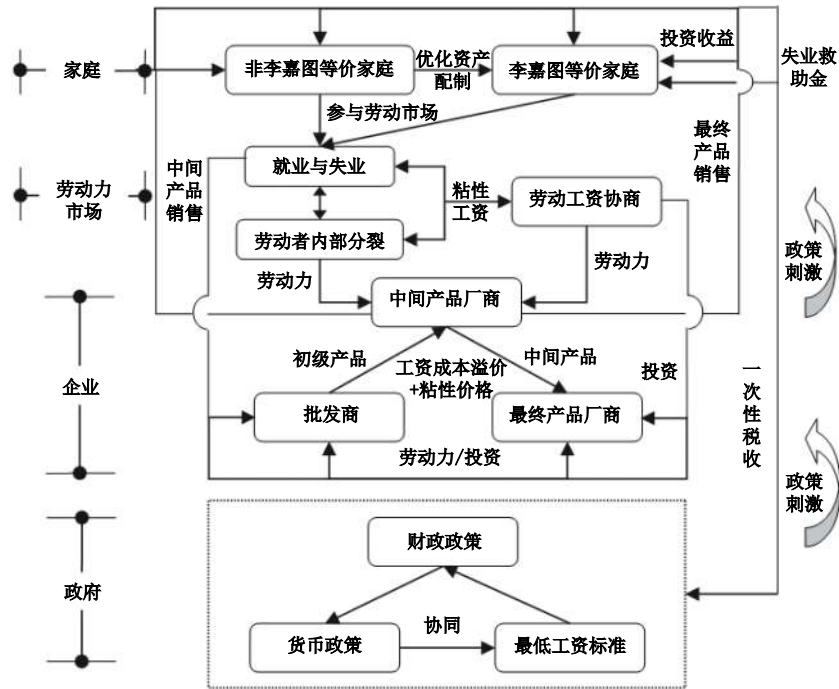 投资收益
失业救
助金
家庭
非李嘉图等价家庭
优化资产
配制
李嘉图等价家庭
参与劳动市场
最终
产品
销售
中间
产品
销售
就业与失业
劳动力
市场
粘性
工资
劳动工资协商
劳动者内部分裂
政策
刺激
劳动力
劳动力
中间产品厂商
初级产品
工资成本溢价
+粘性价格
中间产品
投资
一次性税收
企业
批发商
最终产品厂商
劳动力/投资
政策
刺激
财政政策
政府
货币政策
协同
最低工资标准